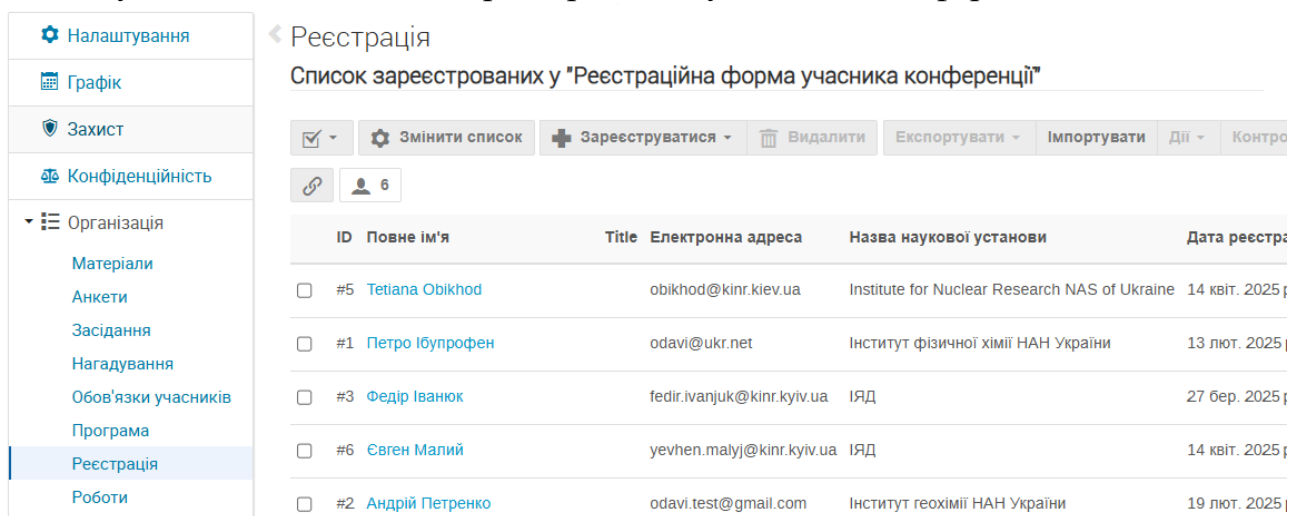 Налаштування
Графік
Захист
Конфіденційність
Організація
Матеріали
Анкети
Засідання
Нагадування
Обов'язки учасників
Програма
Реєстрація
Роботи
Реєстрація
Список зареєстрованих у "Реєстраційна форма учасника конференції"
Змінити список Зареєструватися Видалити Експортувати Імпортувати Дії
6
ID Повне ім'я Title Електронна адреса Назва наукової установи Дата
#5 Tetiana Obikhod obikhod@kinr.kiev.ua Institute for Nuclear Research NAS of Ukraine 14 квіт. 2025
#1 Петро Ібупрофен odavi@ukr.net Інститут фізичної хімії НАН України 13 лют. 2025
#3 Федір Іванюк fedir.ivanjuk@kinr.kyiv.ua ІЯД 27 бер. 2025
#6 Євген Малий yevhen.malyj@kinr.kyiv.ua ІЯД 14 квіт. 2025
#2 Андрій Петренко odavi.test@gmail.com Інститут геохімії НАН України 19 лют. 2025